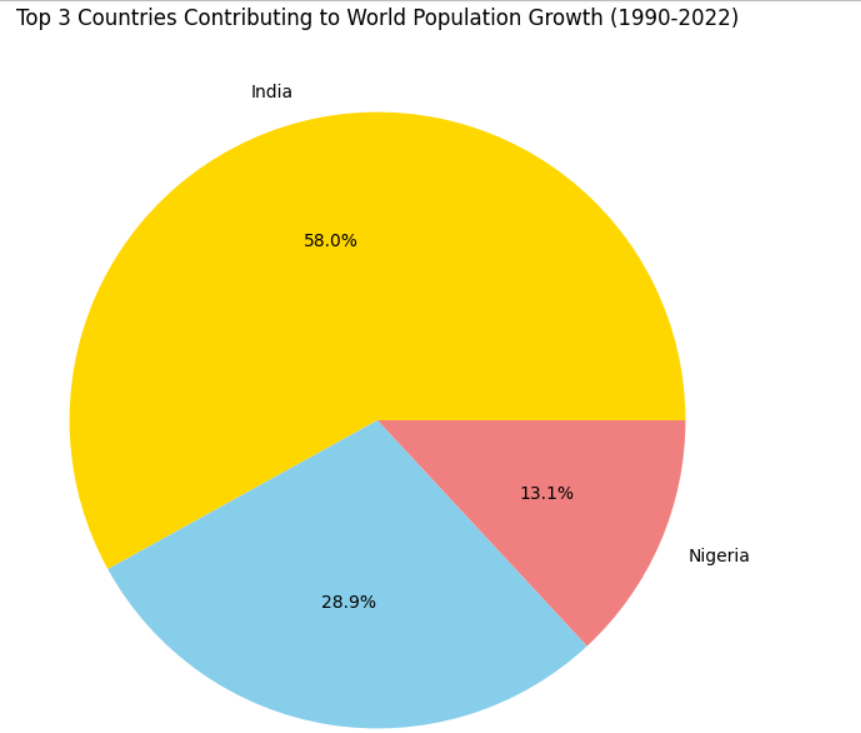 Top 3 Countries Contributing to World Population Growth (1990-2022)
India
58.0%
13.1%
Nigeria
28.9%